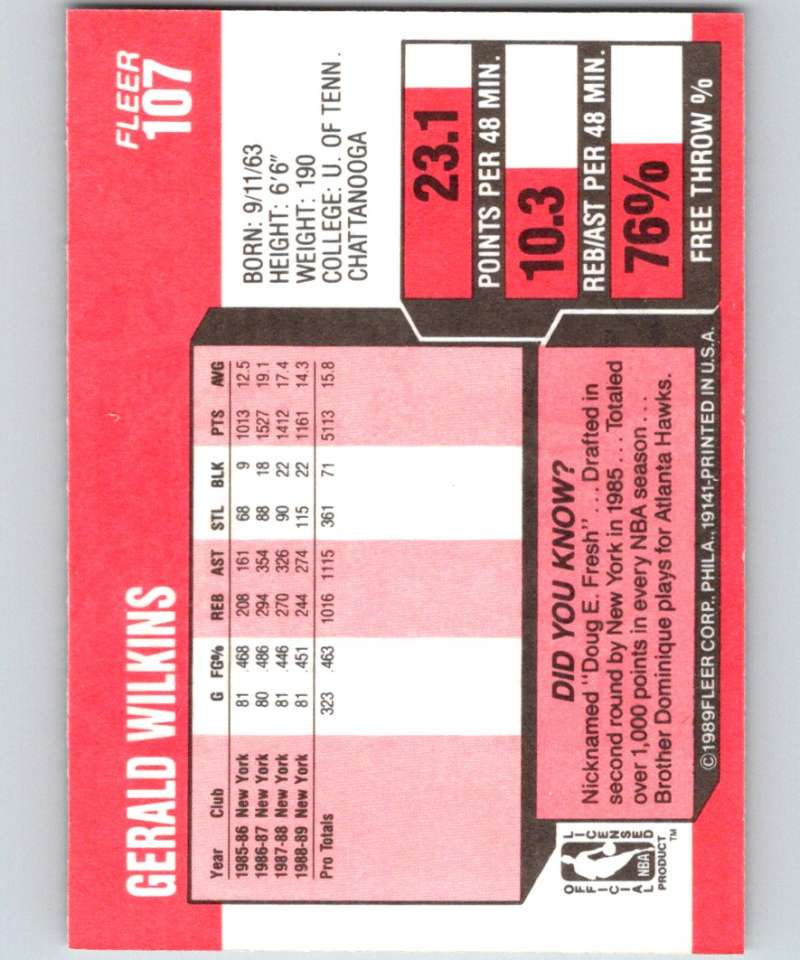 GERALD WILKINS
FLEER
107
BORN: 9/11/63
HEIGHT: 6'6"
WEIGHT: 190
COLLEGE: U. OF TENN.
CHATTANOOGA
Year Club G FG% REB AST STL BLK PTS AVG
1985-86 New York 81 .468 208 161 68 9 1013 12.5
1986-87 New York 80 .486 294 354 88 18 1527 19.1
1987-88 New York 81 .446 270 326 90 22 1412 17.4
1988-89 New York 81 .451 244 274 115 22 1161 14.3
Pro Totals 323 .463 1016 1115 361 71 5113 15.8
23.1
POINTS PER 48 MIN.
10.3
REB/AST PER 48 MIN.
76%
FREE THROW %
DID YOU KNOW?
Nicknamed "Doug E. Fresh" . . . Drafted in
second round by New York in 1985 . . . Totaled
over 1,000 points in every NBA season . . .
Brother Dominique plays for Atlanta Hawks.
OFFICIAL LICENSED
NBA
PRODUCT™
©1989FLEER CORP., PHILA., 19141-PRINTED IN U.S.A.